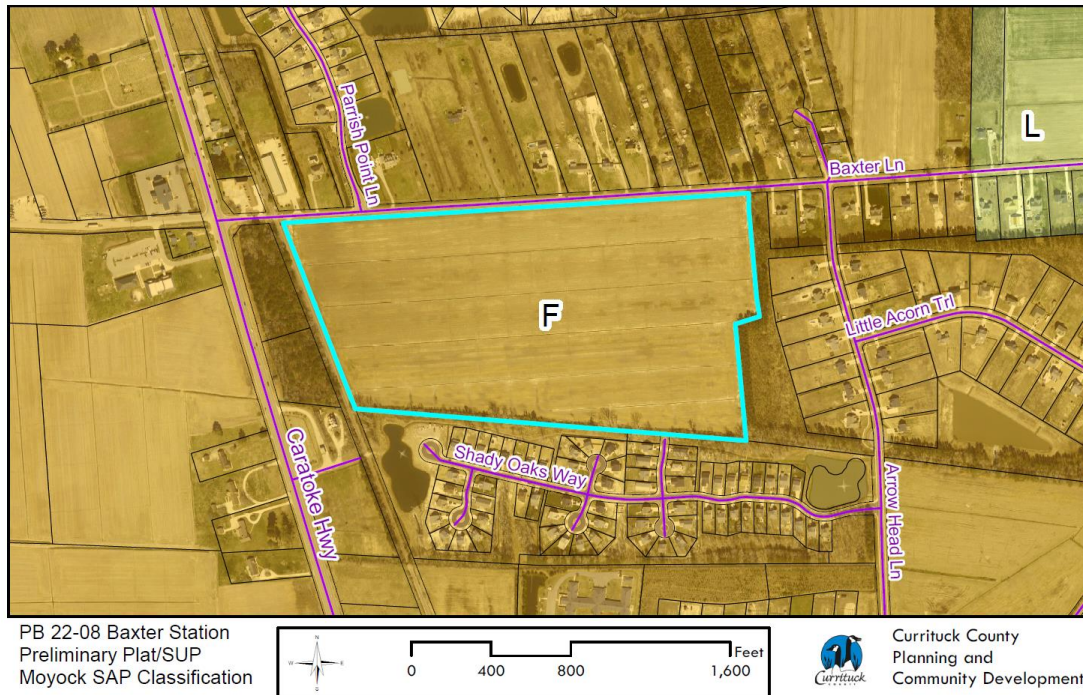 L
Parrish Point Ln
Baxter Ln
F
Little Acorn Trl
Shady Oaks Way
Caratoke Hwy
Arrow Head Ln
PB 22-08 Baxter Station
Preliminary Plat/SUP
Moyock SAP Classification
N
W E
S
Feet
0 400 800 1,600
Currituck
Currituck County
Planning and
Community Development